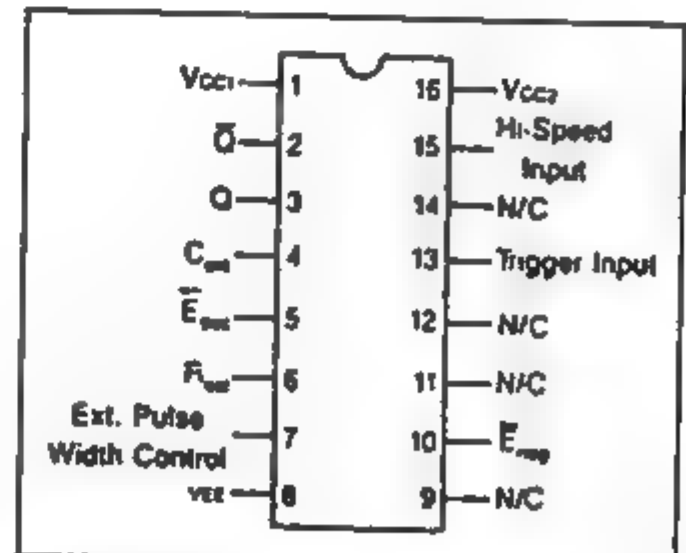 Vcc1 1 16 Vcc2
Q̅ 2 15 Hi-Speed Input
Q 3 14 N/C
4 13 Trigger Input
5 12 N/C
6 11 N/C
Ext. Pulse
Width Control 7 10
VEE 8 9 N/C